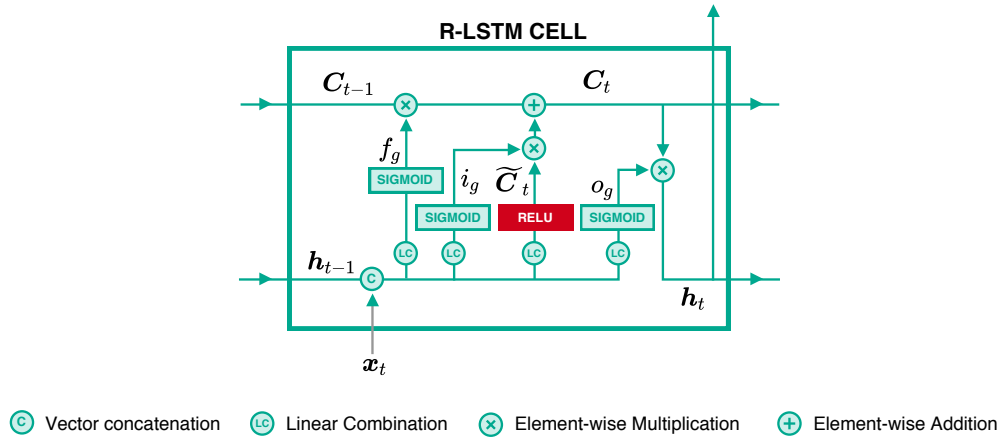 R-LSTM CELL
C_{t-1}
C_t
f_g
SIGMOID
i_g
\widetilde{C}_t
o_g
SIGMOID
RELU
SIGMOID
LC
LC
LC
LC
h_{t-1}
C
h_t
x_t
C Vector concatenation
LC Linear Combination
× Element-wise Multiplication
+ Element-wise Addition